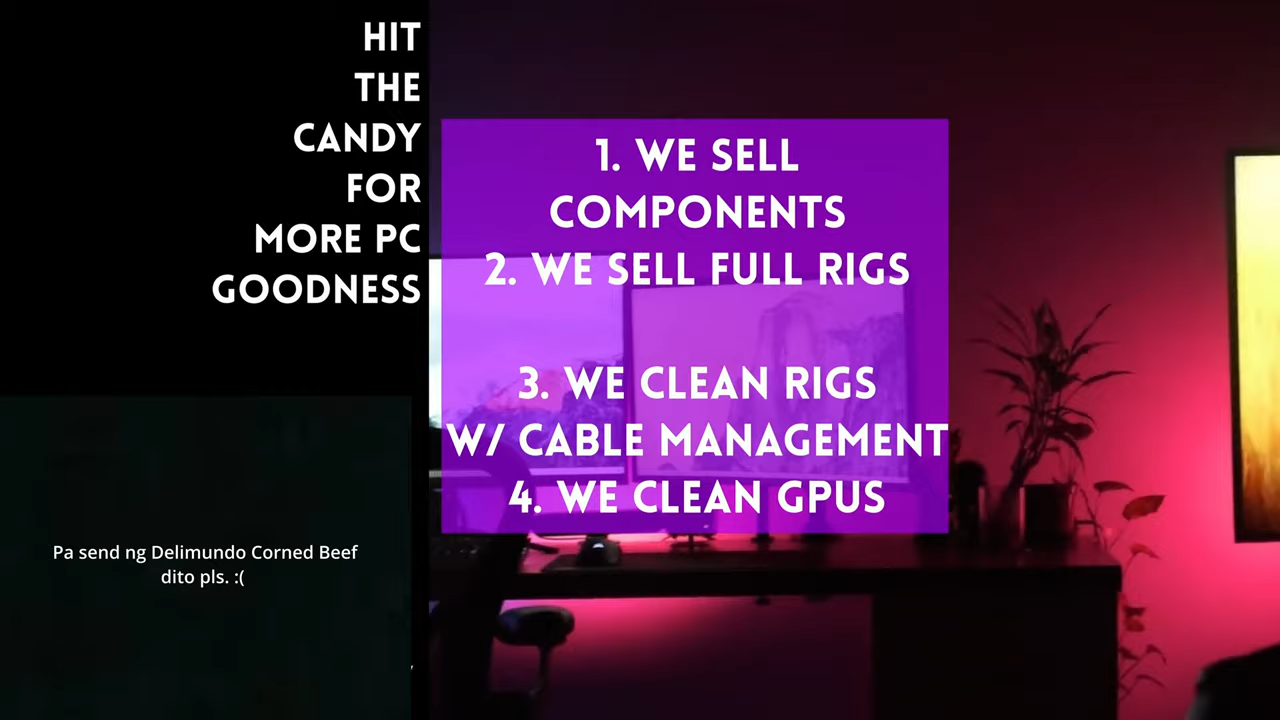 HIT
THE
CANDY
FOR
MORE PC
GOODNESS
1. WE SELL
COMPONENTS
2. WE SELL FULL RIGS
3. WE CLEAN RIGS
W/ CABLE MANAGEMENT
4. WE CLEAN GPUS
Pa send ng Delimundo Corned Beef
dito pls. :(